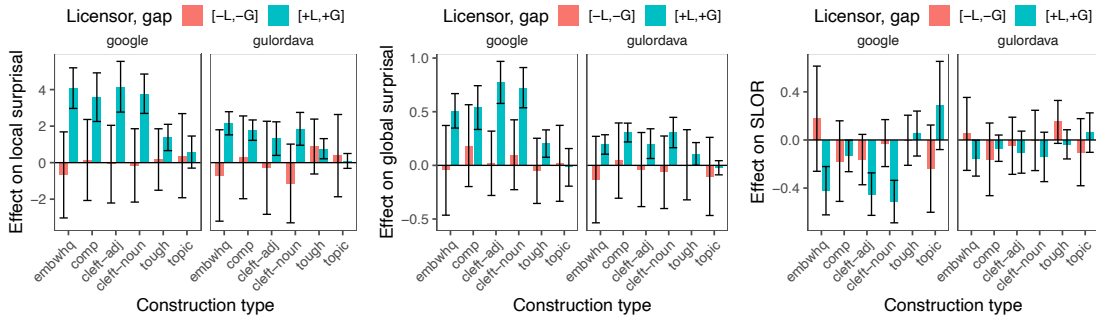 Licensor, gap [−L,−G] [+L,+G]
google gulordava
Effect on local surprisal
4
2
0
−2
embwhq comp cleft−adj cleft−noun tough topic embwhq comp cleft−adj cleft−noun tough topic
Construction type
Licensor, gap [−L,−G] [+L,+G]
google gulordava
Effect on global surprisal
1.0
0.5
0.0
−0.5
embwhq comp cleft−adj cleft−noun tough topic embwhq comp cleft−adj cleft−noun tough topic
Construction type
Licensor, gap [−L,−G] [+L,+G]
google gulordava
Effect on SLOR
0.4
0.0
−0.4
embwhq comp cleft−adj cleft−noun tough topic embwhq comp cleft−adj cleft−noun tough topic
Construction type